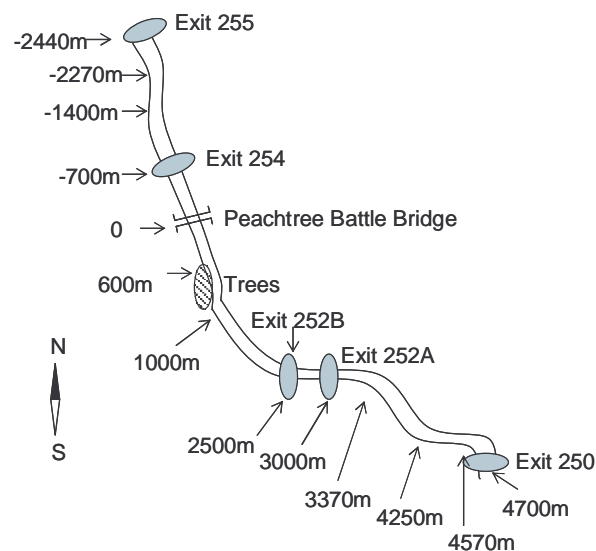 Exit 255
-2440m
-2270m
-1400m
Exit 254
-700m
Peachtree Battle Bridge
0
600m
Trees
Exit 252B
1000m
Exit 252A
N
S
2500m
3000m
3370m
4250m
4570m
Exit 250
4700m